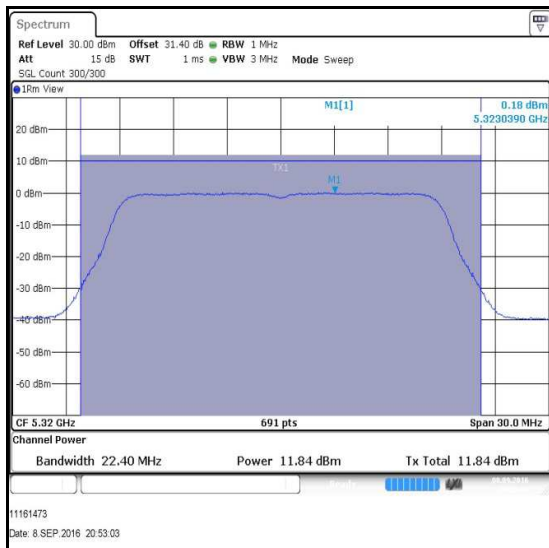 Spectrum
Ref Level 30.00 dBm Offset 31.40 dB RBW 1 MHz
Att 15 dB SWT 1 ms VBW 3 MHz Mode Sweep
SGL Count 300/300
1Rm View
M1[1] 0.18 dBm
5.3230390 GHz
20 dBm
10 dBm
TX1
M1
0 dBm
-10 dBm
-20 dBm
-30 dBm
-40 dBm
-50 dBm
-60 dBm
CF 5.32 GHz 691 pts Span 30.0 MHz
Channel Power
Bandwidth 22.40 MHz Power 11.84 dBm Tx Total 11.84 dBm
11161473
Date: 8.SEP.2016 20:53:03